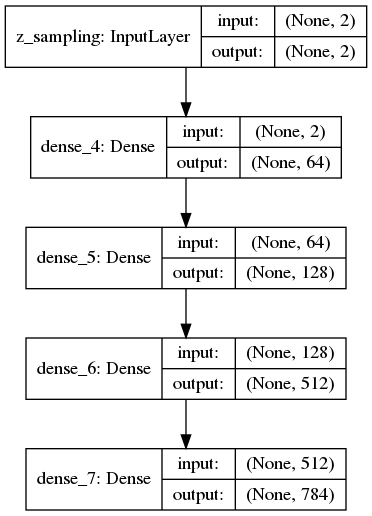 z_sampling: InputLayer
input: (None, 2)
output: (None, 2)
dense_4: Dense
input: (None, 2)
output: (None, 64)
dense_5: Dense
input: (None, 64)
output: (None, 128)
dense_6: Dense
input: (None, 128)
output: (None, 512)
dense_7: Dense
input: (None, 512)
output: (None, 784)